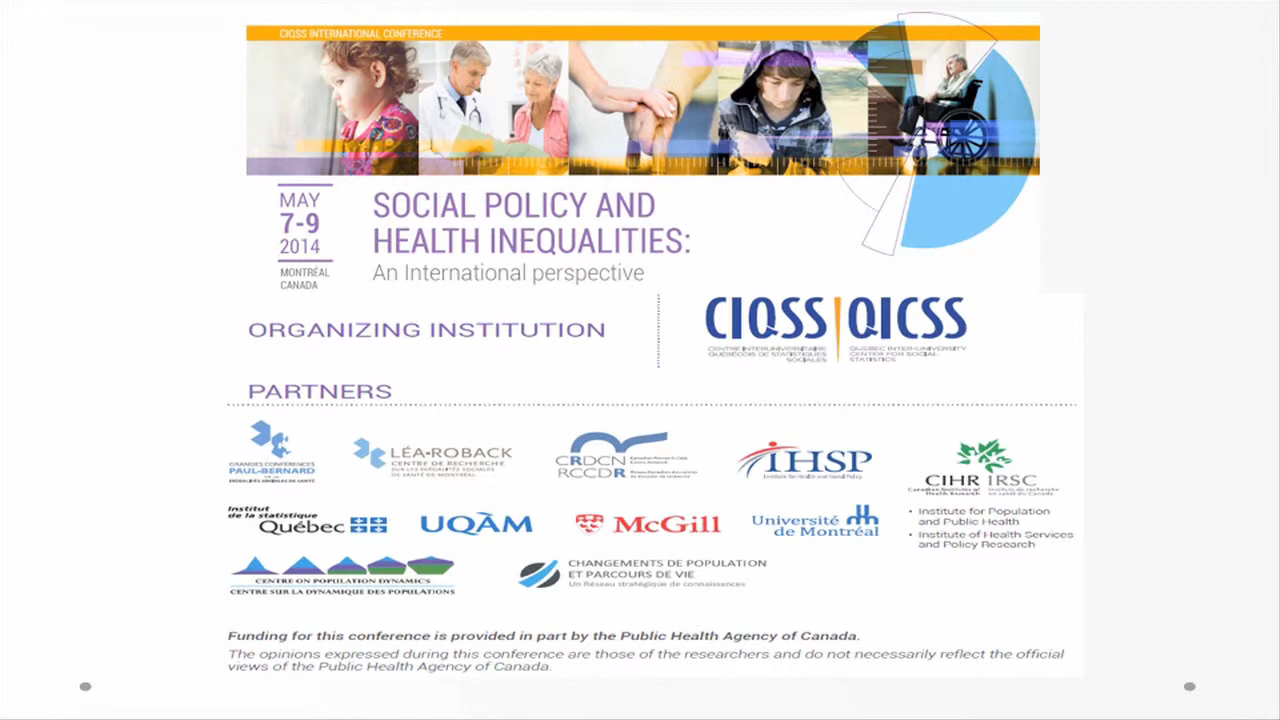 CIQSS INTERNATIONAL CONFERENCE
MAY
7-9
2014
MONTRÉAL
CANADA
SOCIAL POLICY AND
HEALTH INEQUALITIES:
An International perspective
ORGANIZING INSTITUTION
CIQSS QICSS
CENTRE INTERUNIVERSITAIRE
QUÉBÉCOIS DE STATISTIQUES
SOCIALES
QUEBEC INTER-UNIVERSITY
CENTER FOR SOCIAL
STATISTICS
PARTNERS
GRANDES CONFÉRENCES
PAUL-BERNARD
LÉA-ROBACK
CENTRE DE RECHERCHE
SUR LES INÉGALITÉS SOCIALES
DE SANTÉ DE MONTRÉAL
CRDCN
RCCDR
IHSP
Institute for Health and Social Policy
CIHR IRSC
Canadian Institutes of
Health Research
Instituts de recherche
en santé du Canada
• Institute for Population
and Public Health
• Institute of Health Services
and Policy Research
Institut
de la statistique
Québec
UQÀM
McGill
Université
de Montréal
CENTRE ON POPULATION DYNAMICS
CENTRE SUR LA DYNAMIQUE DES POPULATIONS
CHANGEMENTS DE POPULATION
ET PARCOURS DE VIE
Un Réseau stratégique de connaissances
Funding for this conference is provided in part by the Public Health Agency of Canada.
The opinions expressed during this conference are those of the researchers and do not necessarily reflect the official
views of the Public Health Agency of Canada.